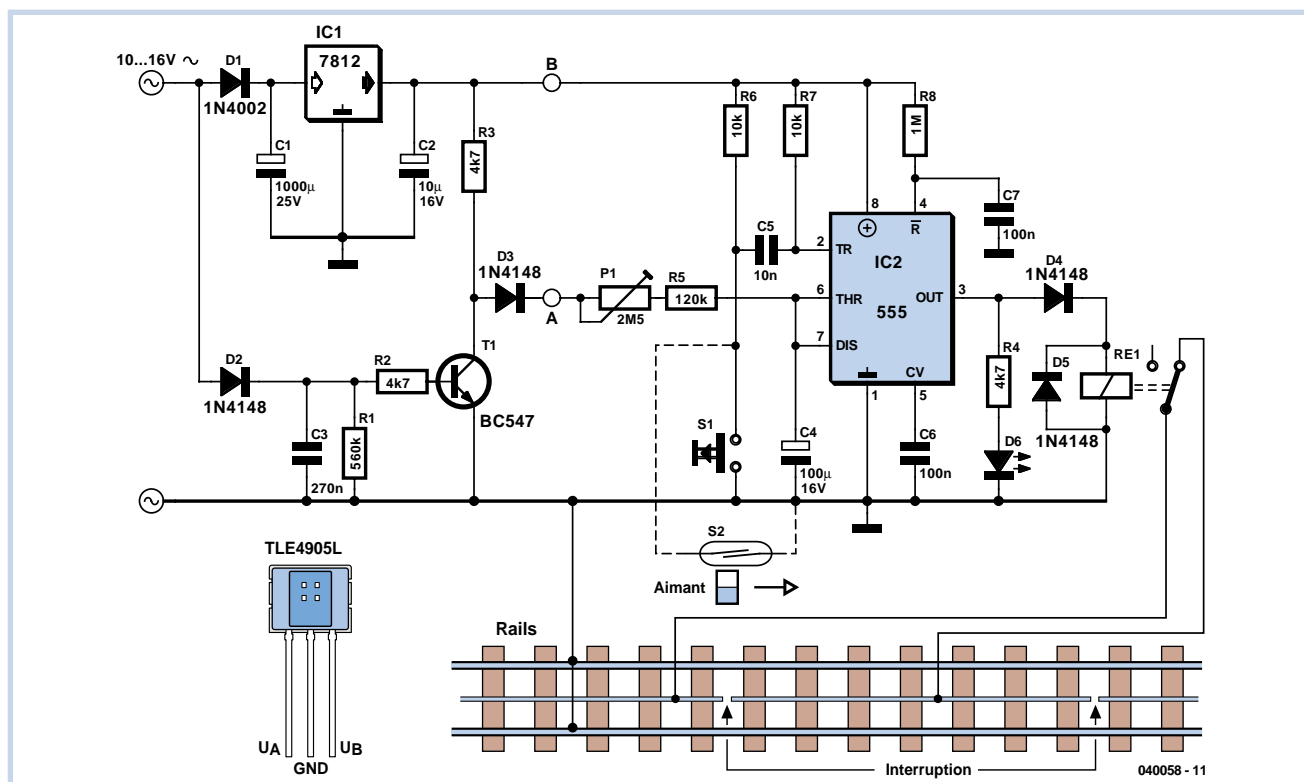 IC1
10...16V ~
D1
7812
1N4002
B
R6
10k
R7
10k
R8
1M
C1
1000µ
25V
C2
10µ
16V
R3
4k7
8
4
C7
100n
C5
10n
2
TR
R
IC2
D3
1N4148
A
P1
2M5
R5
120k
6
THR
OUT
3
555
D4
1N4148
7
DIS
CV
1
5
R4
4k7
D5
1N4148
RE1
D2
1N4148
R2
4k7
T1
BC547
C3
270n
R1
560k
S1
C4
100µ
16V
C6
100n
D6
TLE4905L
S2
Aimant
Rails
UA
GND
UB
Interruption
040058 - 11